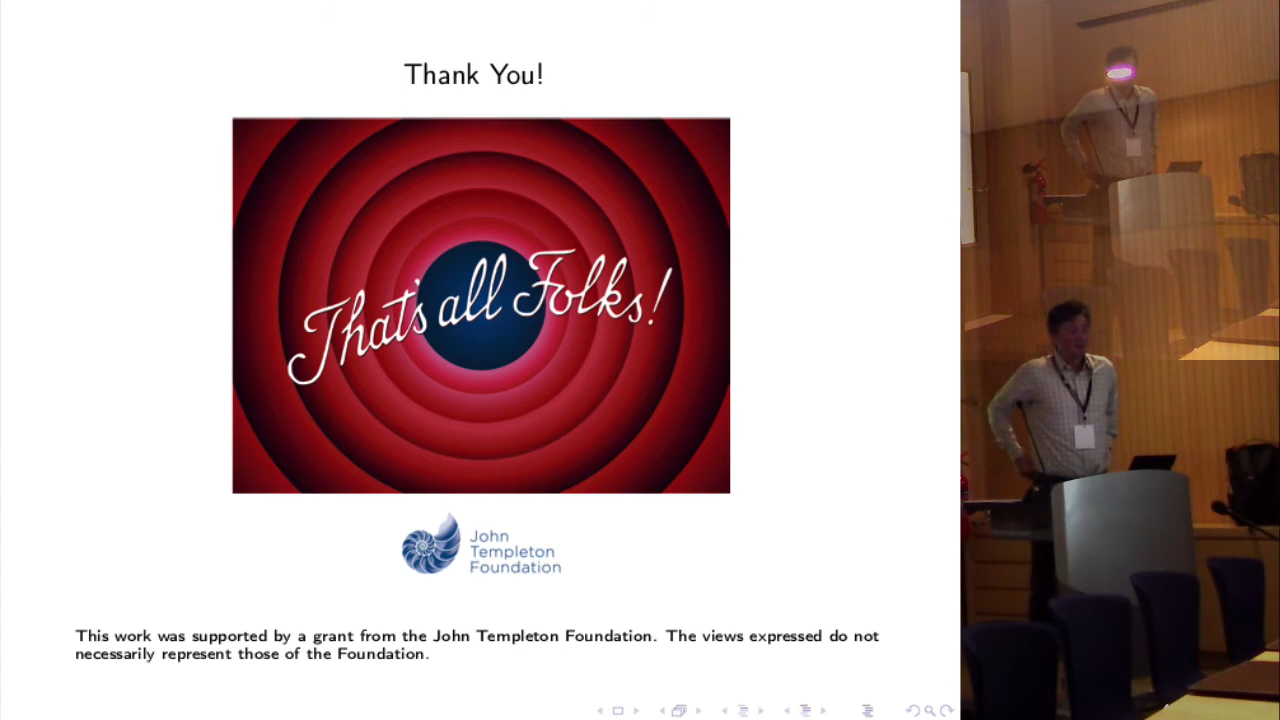 Thank You!
That's all Folks!
John
Templeton
Foundation
This work was supported by a grant from the John Templeton Foundation. The views expressed do not
necessarily represent those of the Foundation.